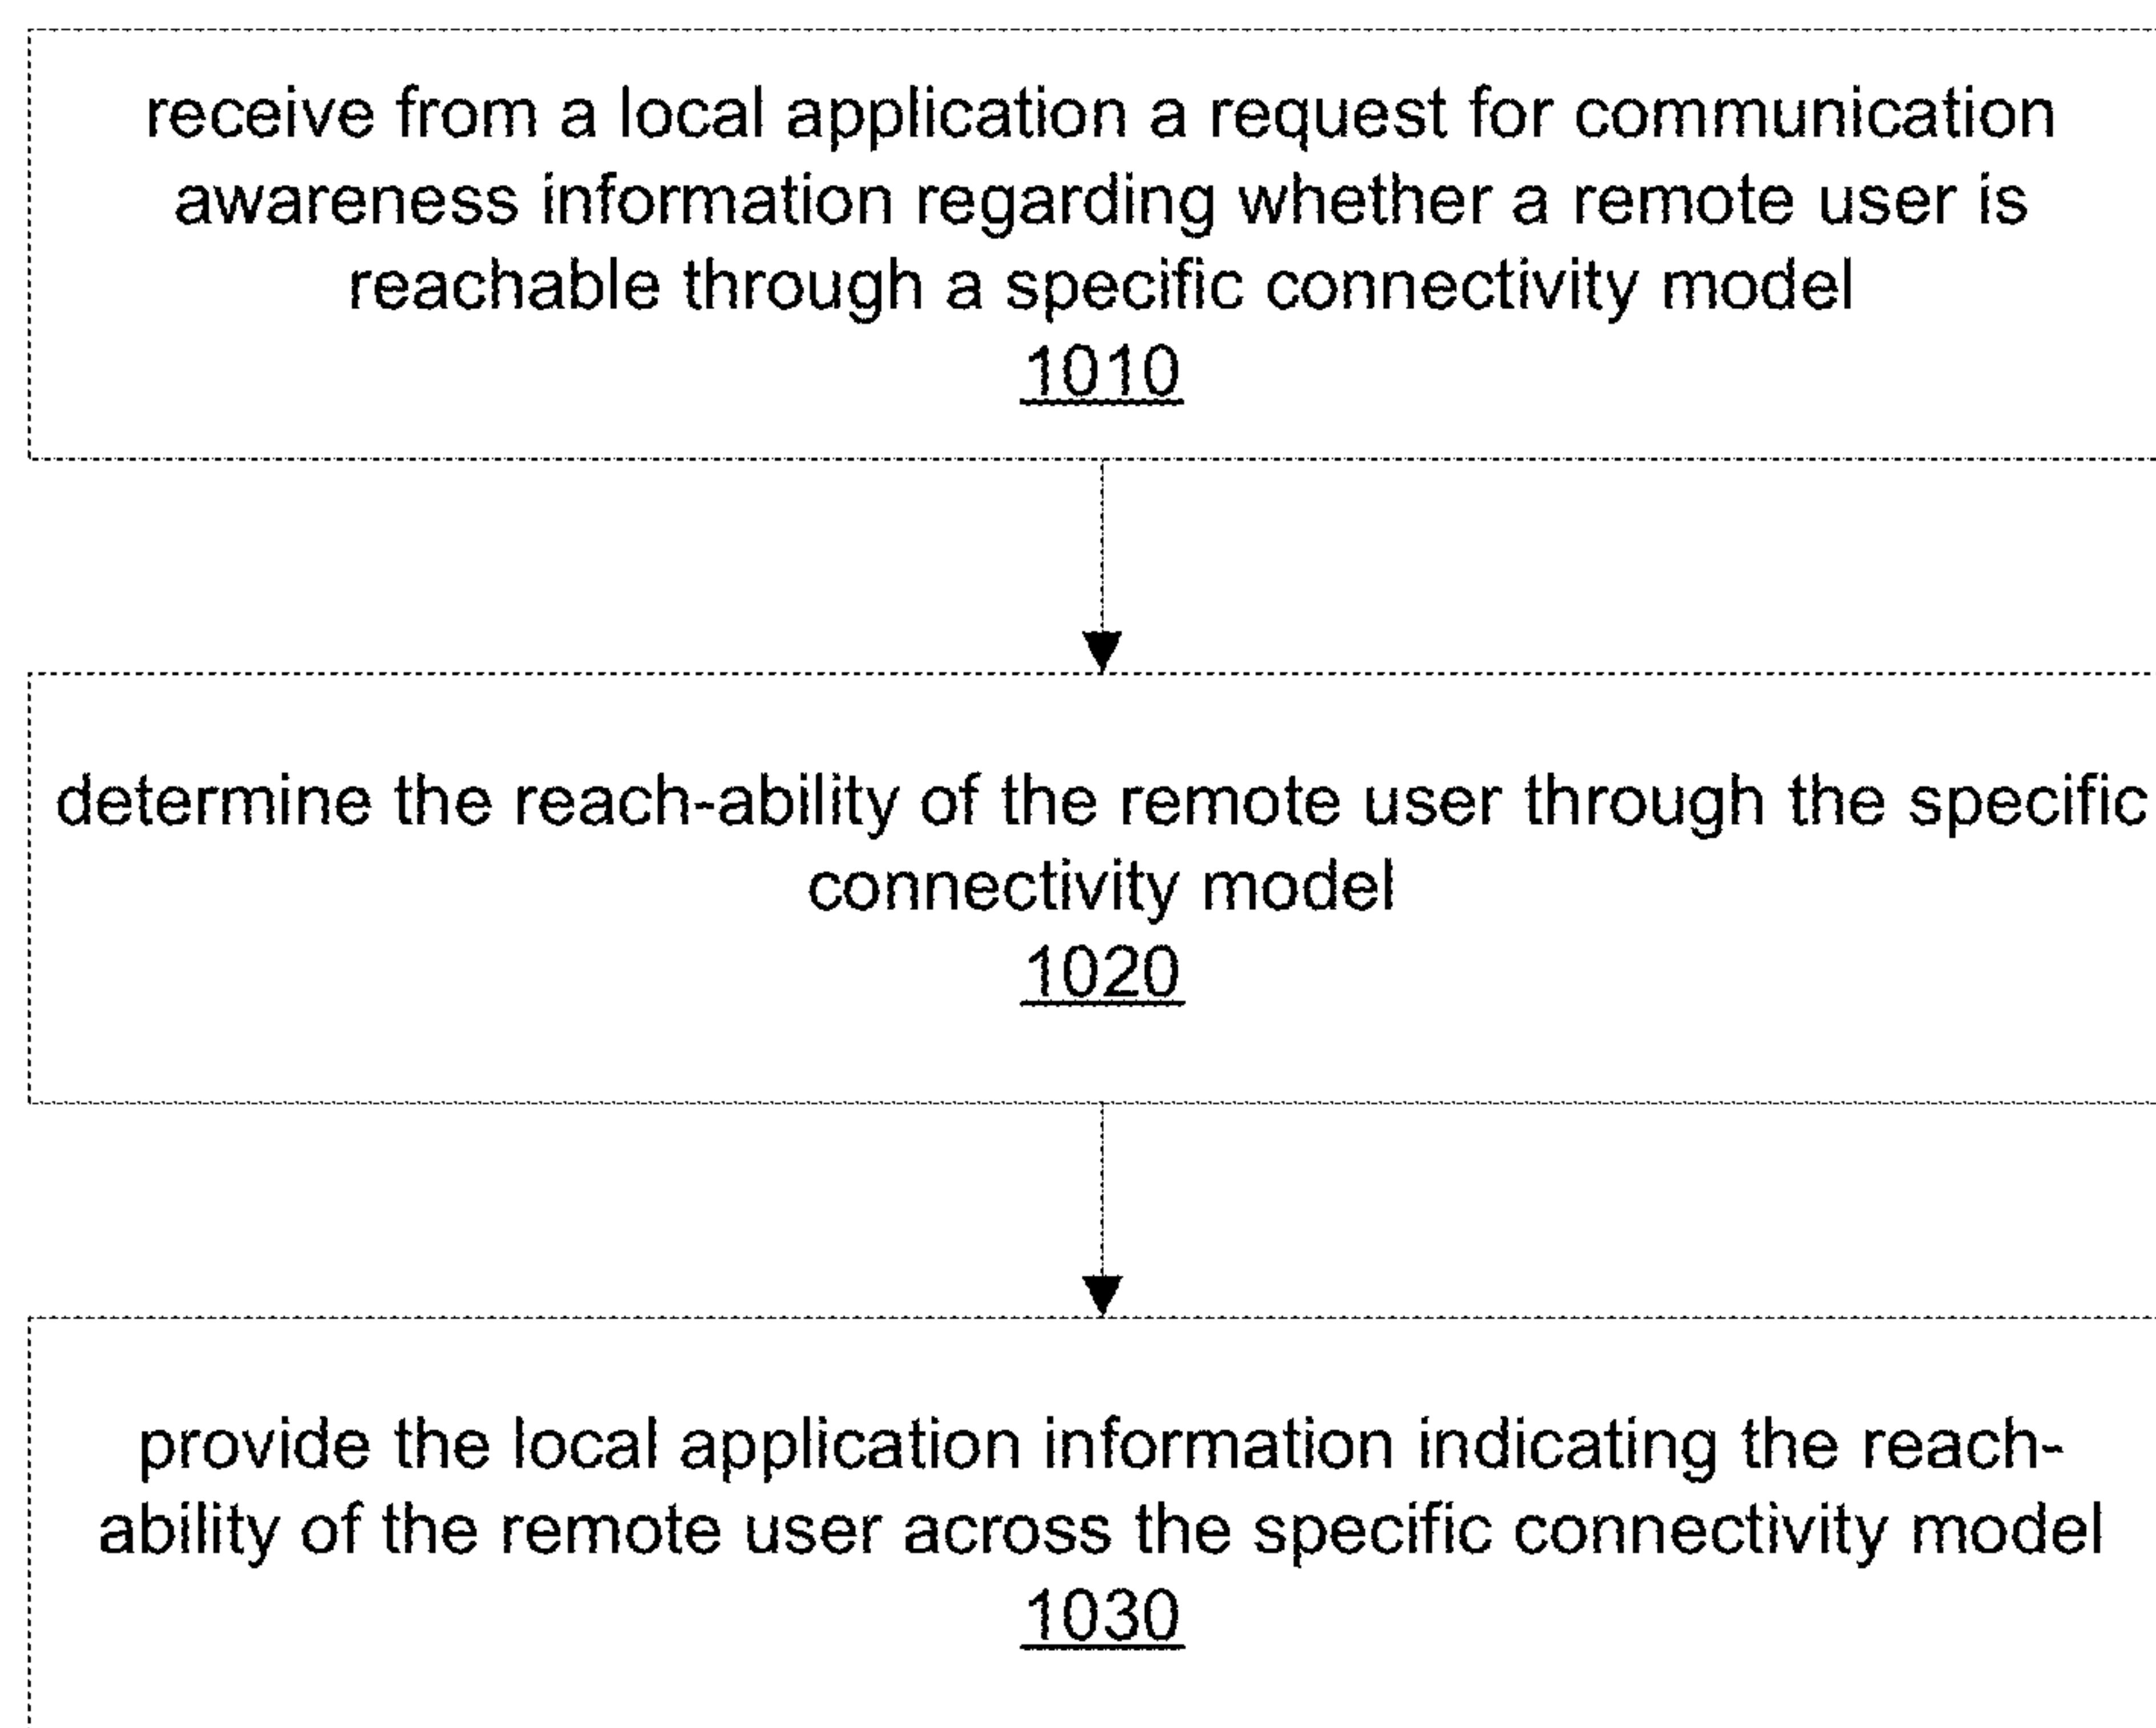 receive from a local application a request for communication
awareness information regarding whether a remote user is
reachable through a specific connectivity model
1010
determine the reach-ability of the remote user through the specific
connectivity model
1020
provide the local application information indicating the reach-
ability of the remote user across the specific connectivity model
1030